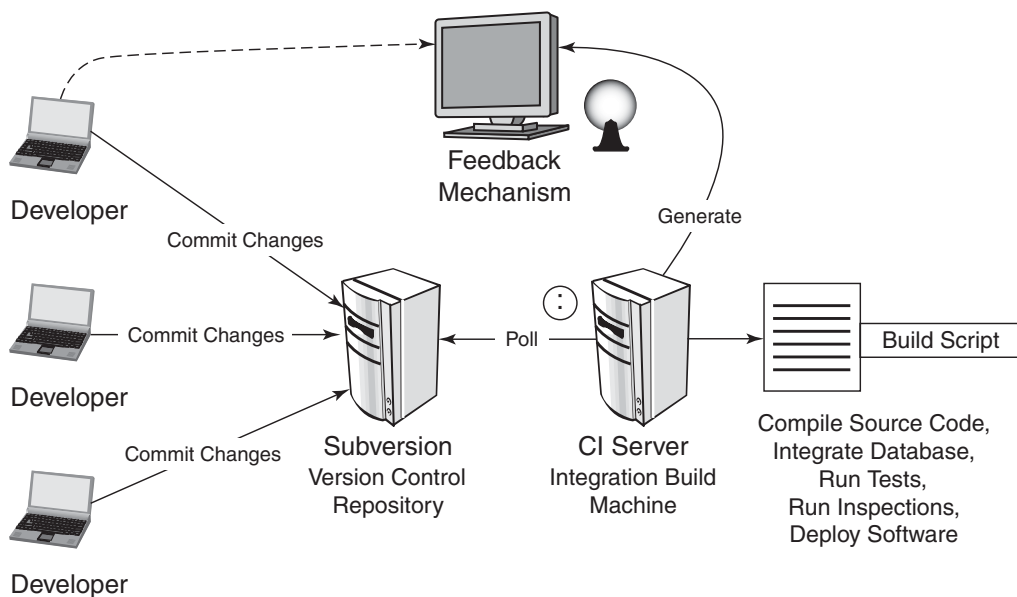 Feedback
Mechanism
Developer
Commit Changes
Generate
Developer
Commit Changes
Poll
:
Build Script
Developer
Commit Changes
Subversion
Version Control
Repository
CI Server
Integration Build
Machine
Compile Source Code,
Integrate Database,
Run Tests,
Run Inspections,
Deploy Software